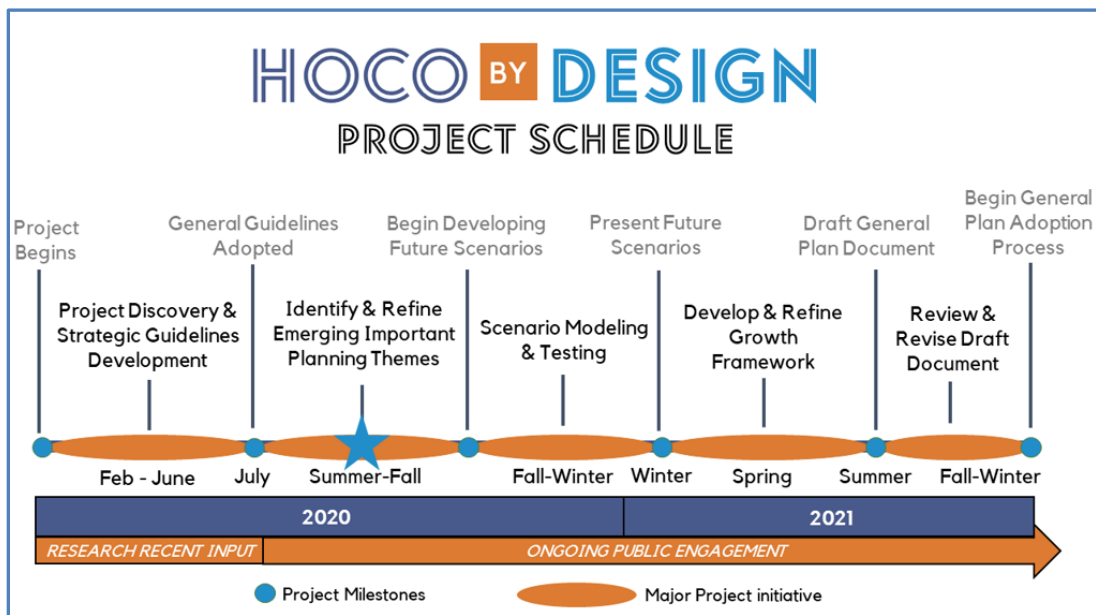 HOCO BY DESIGN
PROJECT SCHEDULE
Project
Begins
General Guidelines
Adopted
Begin Developing
Future Scenarios
Present Future
Scenarios
Draft General
Plan Document
Begin General
Plan Adoption
Process
Project Discovery &
Strategic Guidelines
Development
Identify & Refine
Emerging Important
Planning Themes
Scenario Modeling
& Testing
Develop & Refine
Growth
Framework
Review &
Revise Draft
Document
Feb - June
July
Summer-Fall
Fall-Winter
Winter
Spring
Summer
Fall-Winter
2020
2021
RESEARCH RECENT INPUT
ONGOING PUBLIC ENGAGEMENT
Project Milestones
Major Project initiative